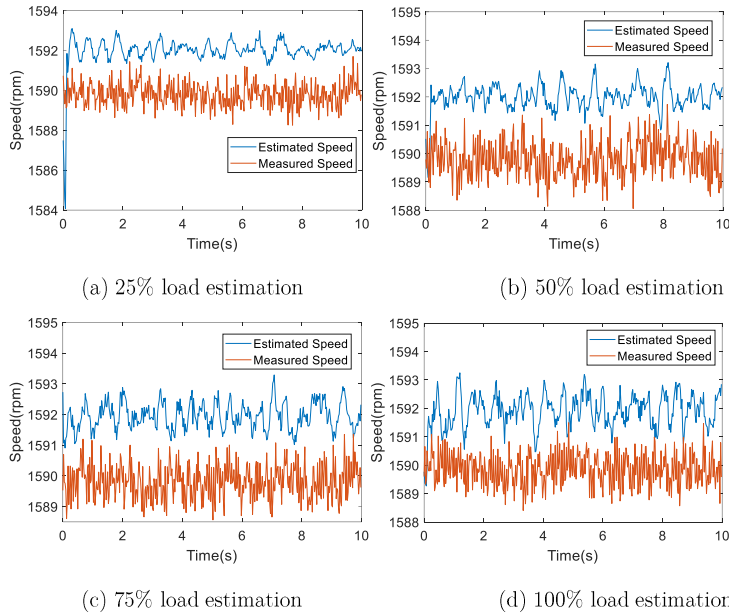 1594
1592
1590
1588
1586
1584
Speed(rpm)
Estimated Speed
Measured Speed
0 2 4 6 8 10
Time(s)
(a) 25% load estimation
1595
1594
1593
1592
1591
1590
1589
1588
Speed(rpm)
Estimated Speed
Measured Speed
0 2 4 6 8 10
Time(s)
(b) 50% load estimation
1595
1594
1593
1592
1591
1590
1589
Speed(rpm)
Estimated Speed
Measured Speed
0 2 4 6 8 10
Time(s)
(c) 75% load estimation
1595
1594
1593
1592
1591
1590
1589
1588
Speed(rpm)
Estimated Speed
Measured Speed
0 2 4 6 8 10
Time(s)
(d) 100% load estimation